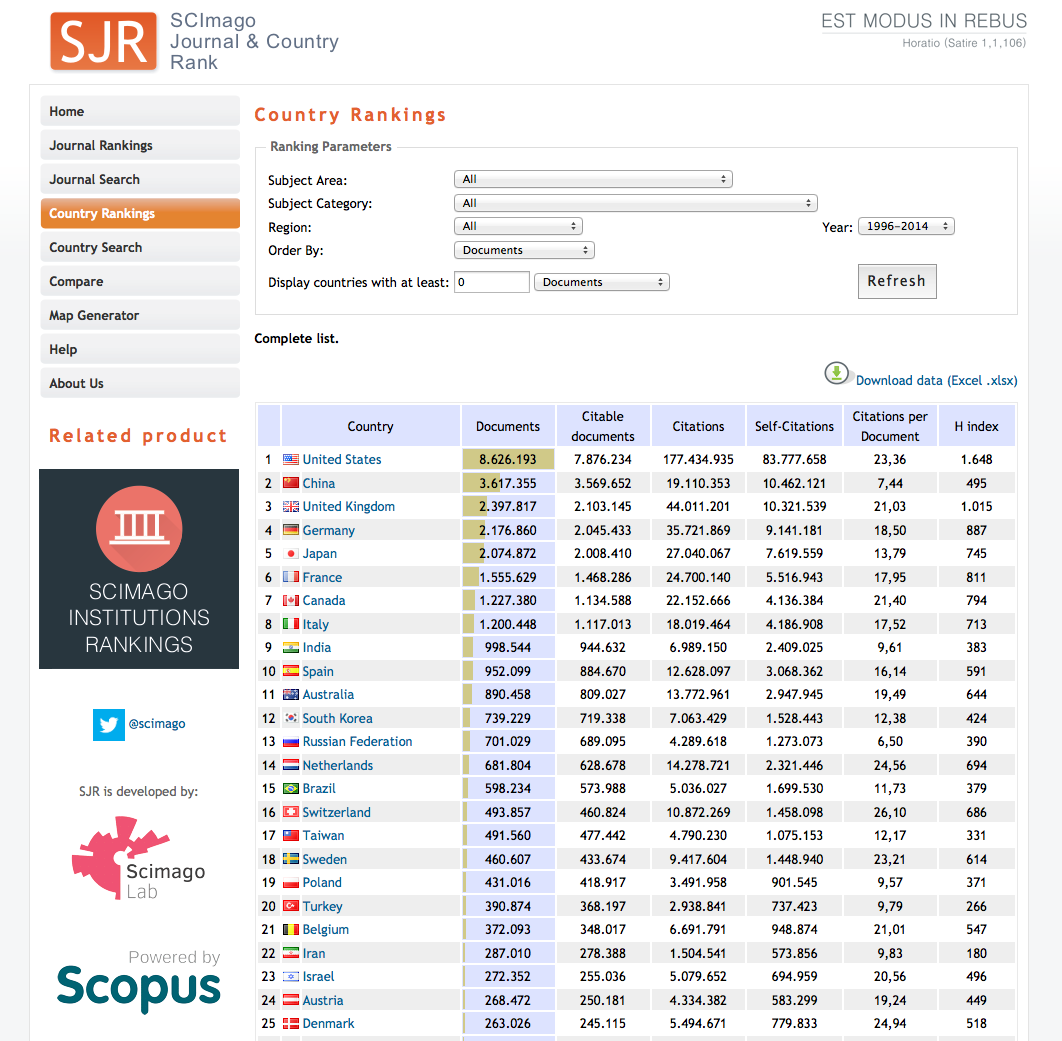 SJR
SCImago
Journal & Country
Rank
EST MODUS IN REBUS
Horatio (Satire 1,1,106)
Home
Journal Rankings
Journal Search
Country Rankings
Country Search
Compare
Map Generator
Help
About Us
Related product
SCIMAGO
INSTITUTIONS
RANKINGS
@scimago
SJR is developed by:
Scimago
Lab
Powered by
Scopus
Country Rankings
Ranking Parameters
Subject Area: All
Subject Category: All
Region: All Year: 1996-2014
Order By: Documents
Display countries with at least: 0 Documents Refresh
Complete list.
Download data (Excel .xlsx)
Country Documents Citable documents Citations Self-Citations Citations per Document H index
1 United States 8.626.193 7.876.234 177.434.935 83.777.658 23,36 1.648
2 China 3.617.355 3.569.652 19.110.353 10.462.121 7,44 495
3 United Kingdom 2.397.817 2.103.145 44.011.201 10.321.539 21,03 1.015
4 Germany 2.176.860 2.045.433 35.721.869 9.141.181 18,50 887
5 Japan 2.074.872 2.008.410 27.040.067 7.619.559 13,79 745
6 France 1.555.629 1.468.286 24.700.140 5.516.943 17,95 811
7 Canada 1.227.380 1.134.588 22.152.666 4.136.384 21,40 794
8 Italy 1.200.448 1.117.013 18.019.464 4.186.908 17,52 713
9 India 998.544 944.632 6.989.150 2.409.025 9,61 383
10 Spain 952.099 884.670 12.628.097 3.068.362 16,14 591
11 Australia 890.458 809.027 13.772.961 2.947.945 19,49 644
12 South Korea 739.229 719.338 7.063.429 1.528.443 12,38 424
13 Russian Federation 701.029 689.095 4.289.618 1.273.073 6,50 390
14 Netherlands 681.804 628.678 14.278.721 2.321.446 24,56 694
15 Brazil 598.234 573.988 5.036.027 1.699.530 11,73 379
16 Switzerland 493.857 460.824 10.872.269 1.458.098 26,10 686
17 Taiwan 491.560 477.442 4.790.230 1.075.153 12,17 331
18 Sweden 460.607 433.674 9.417.604 1.448.940 23,21 614
19 Poland 431.016 418.917 3.491.958 901.545 9,57 371
20 Turkey 390.874 368.197 2.938.841 737.423 9,79 266
21 Belgium 372.093 348.017 6.691.791 948.874 21,01 547
22 Iran 287.010 278.388 1.504.541 573.856 9,83 180
23 Israel 272.352 255.036 5.079.652 694.959 20,56 496
24 Austria 268.472 250.181 4.334.382 583.299 19,24 449
25 Denmark 263.026 245.115 5.494.671 779.833 24,94 518